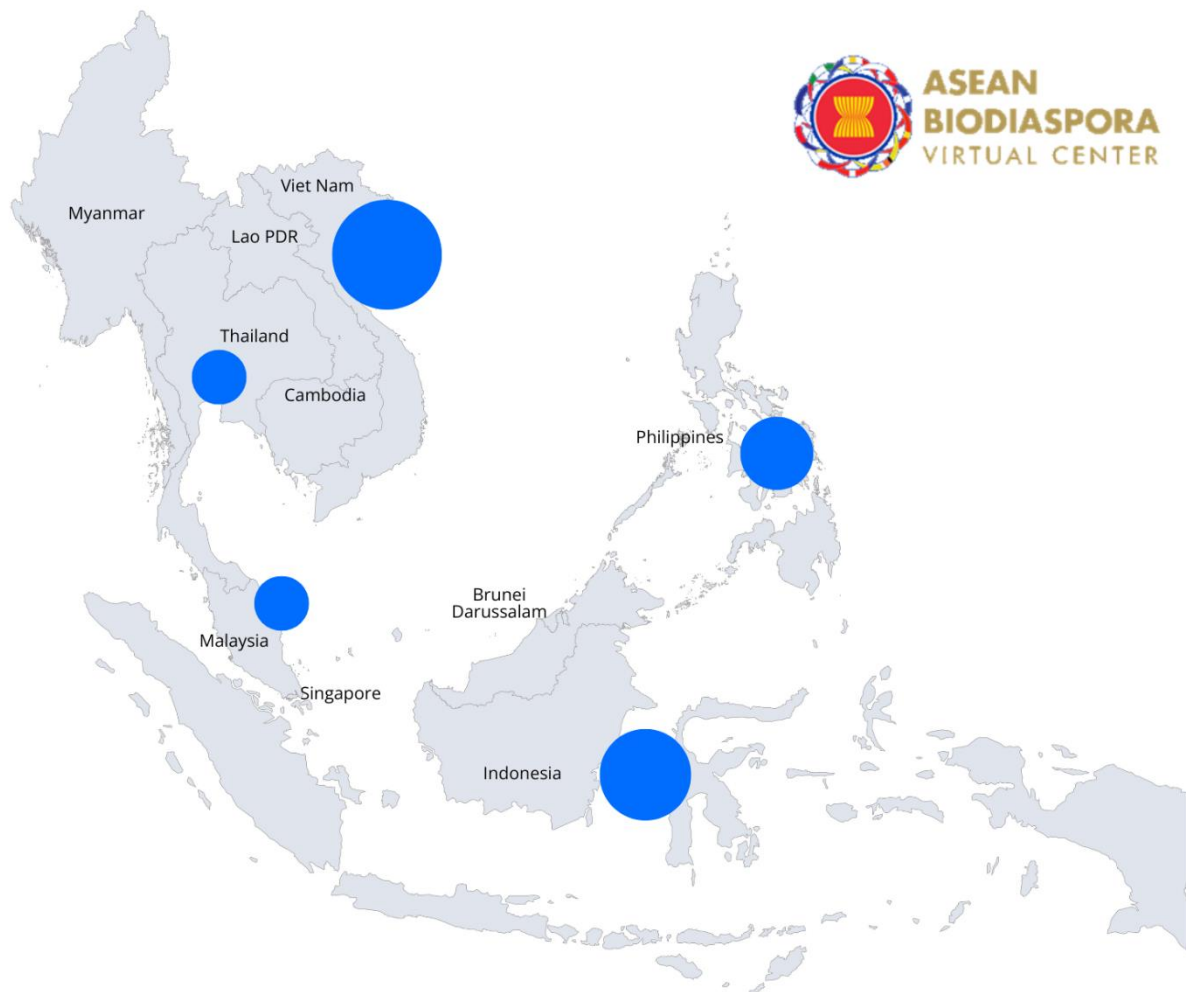 ASEAN
BIODIASPORA
VIRTUAL CENTER
Viet Nam
Myanmar
Lao PDR
Thailand
Cambodia
Philippines
Brunei
Darussalam
Malaysia
Singapore
Indonesia